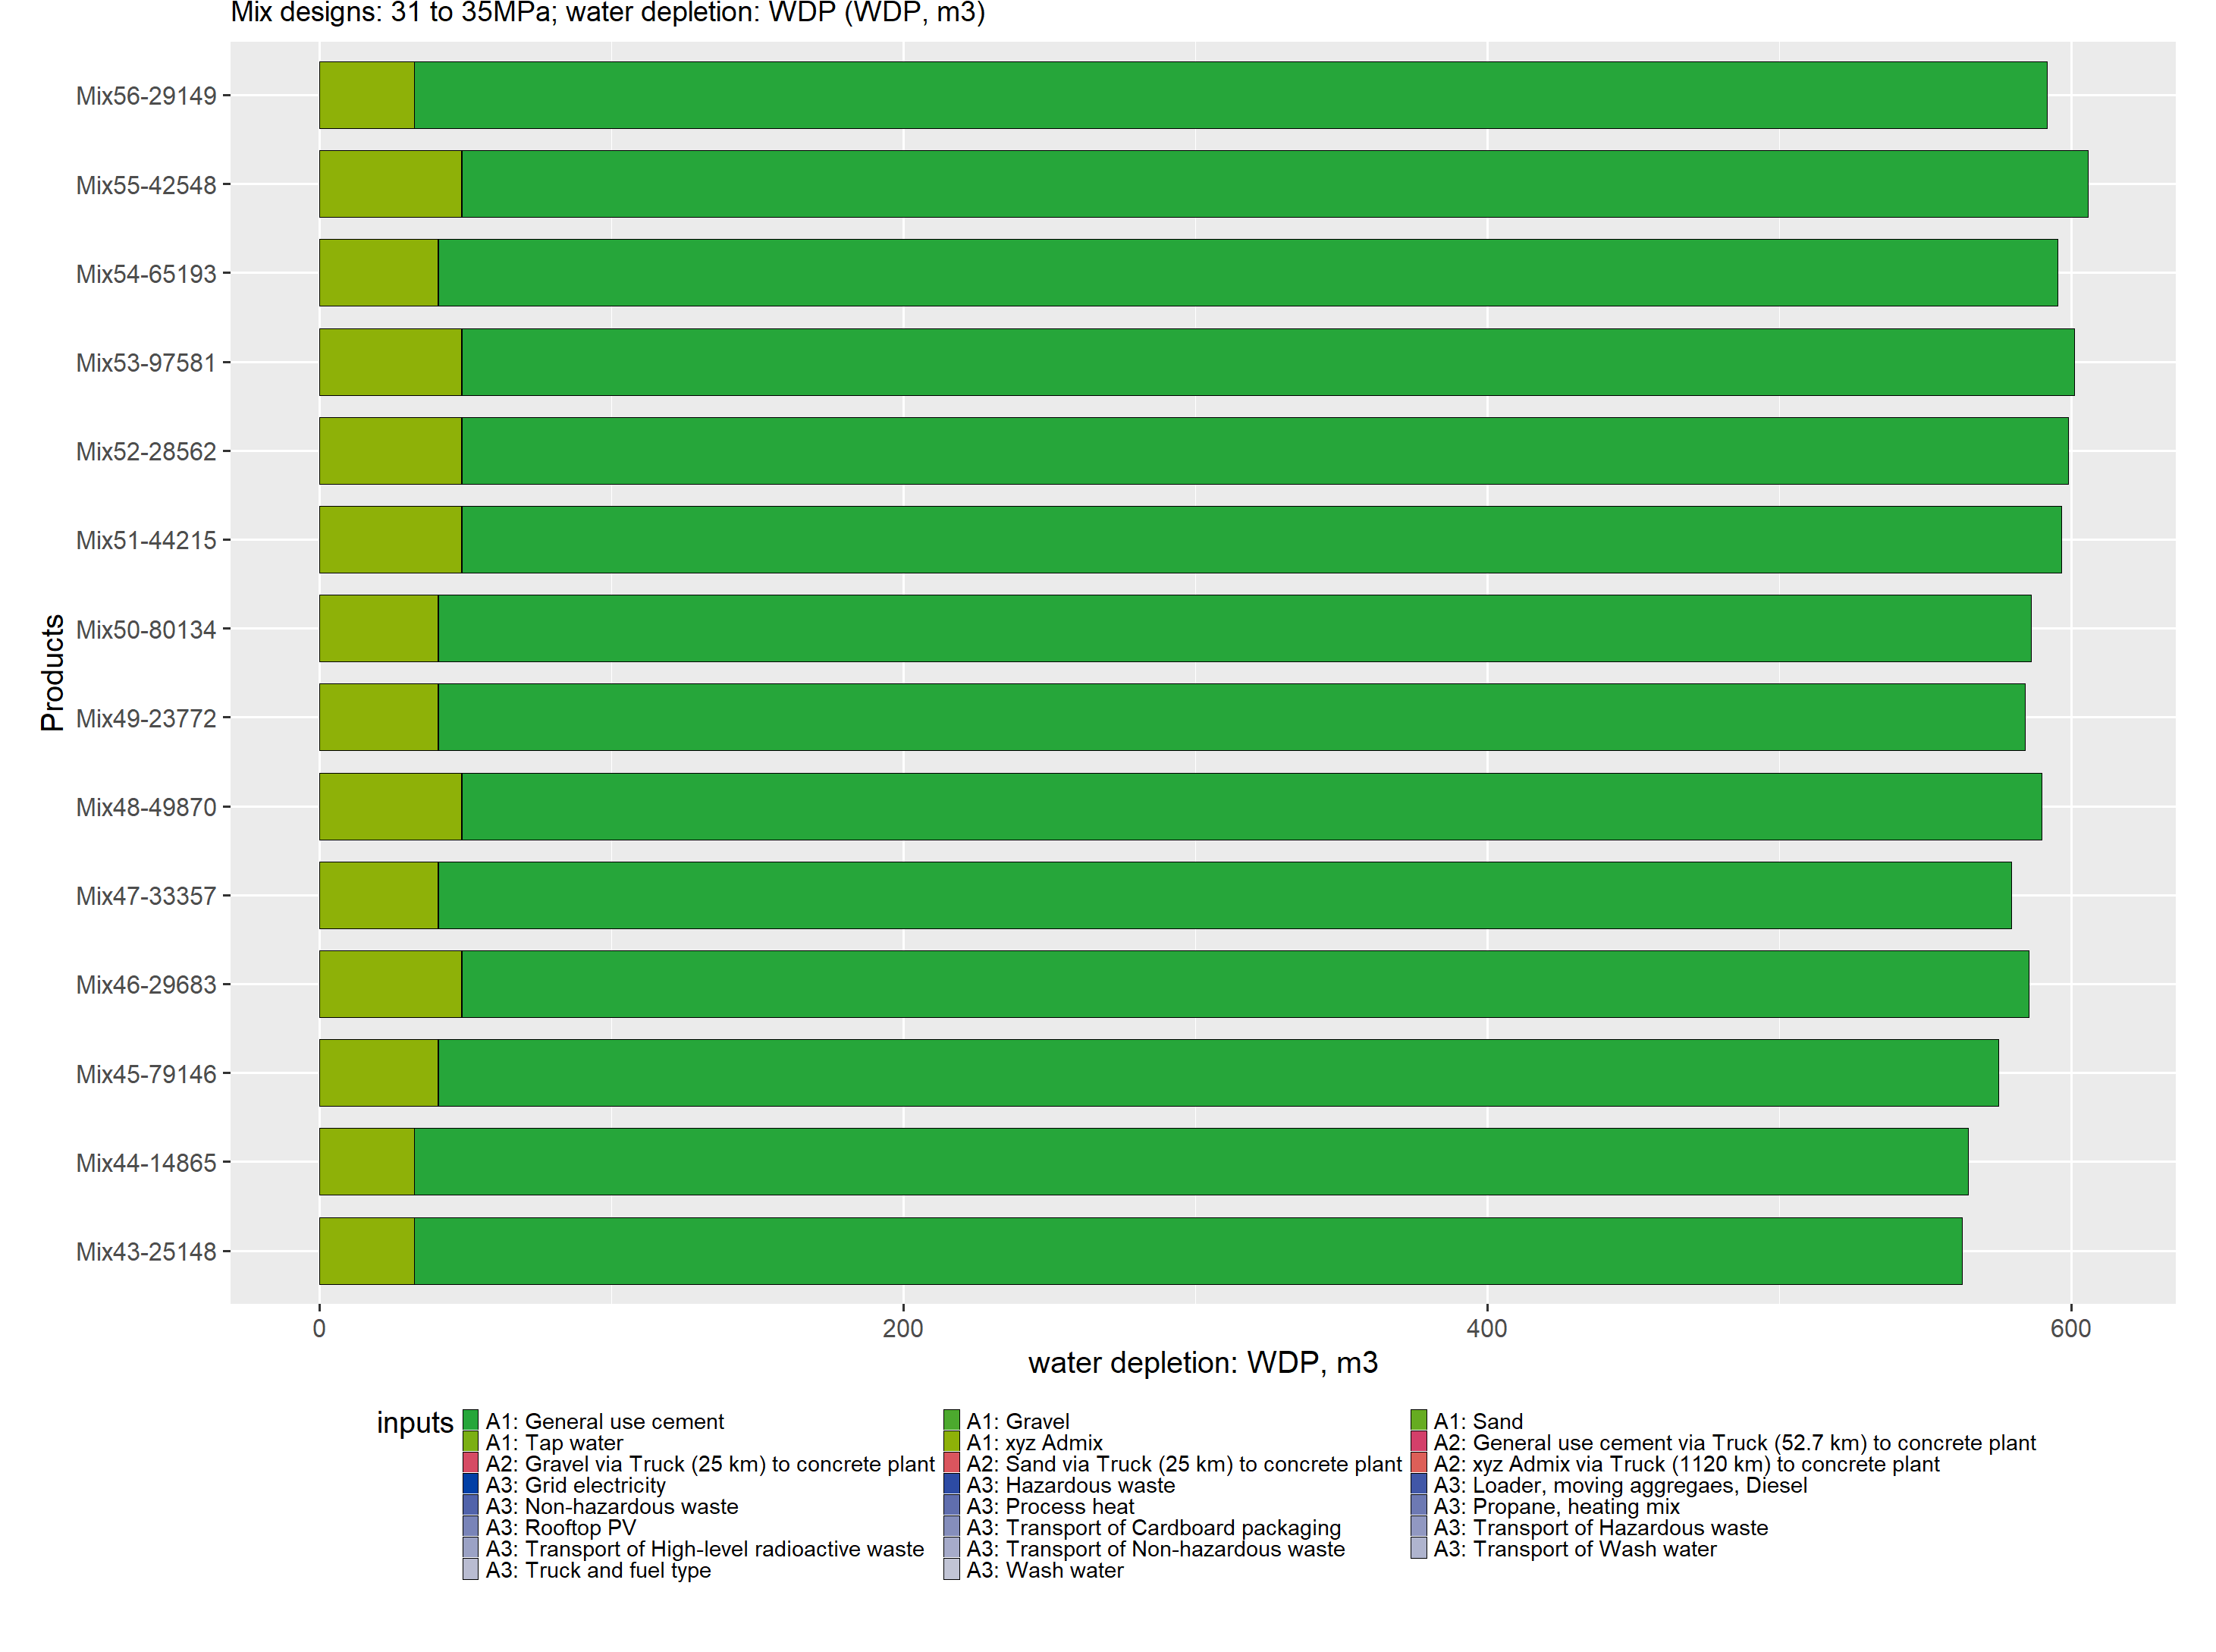 Mix designs: 31 to 35MPa; water depletion: WDP (WDP, m3)
Products
Mix56-29149
Mix55-42548
Mix54-65193
Mix53-97581
Mix52-28562
Mix51-44215
Mix50-80134
Mix49-23772
Mix48-49870
Mix47-33357
Mix46-29683
Mix45-79146
Mix44-14865
Mix43-25148
0 200 400 600
water depletion: WDP, m3
inputs A1: General use cement A1: Gravel A1: Sand
A1: Tap water A1: xyz Admix A2: General use cement via Truck (52.7 km) to concrete plant
A2: Gravel via Truck (25 km) to concrete plant A2: Sand via Truck (25 km) to concrete plant A2: xyz Admix via Truck (1120 km) to concrete plant
A3: Grid electricity A3: Hazardous waste A3: Loader, moving aggregaes, Diesel
A3: Non-hazardous waste A3: Process heat A3: Propane, heating mix
A3: Rooftop PV A3: Transport of Cardboard packaging A3: Transport of Hazardous waste
A3: Transport of High-level radioactive waste A3: Transport of Non-hazardous waste A3: Transport of Wash water
A3: Truck and fuel type A3: Wash water